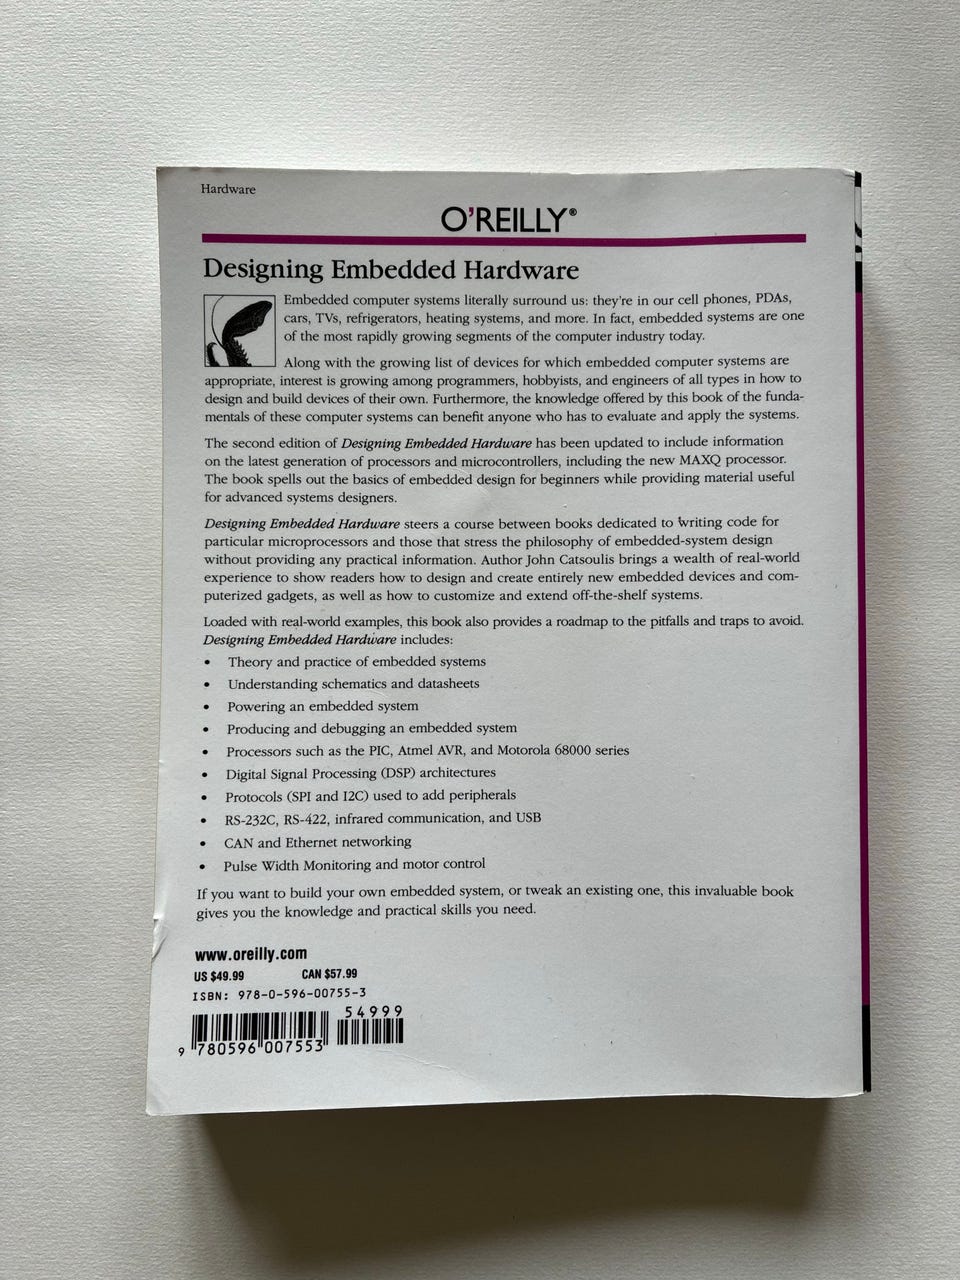 Hardware
O'REILLY®
Designing Embedded Hardware
Embedded computer systems literally surround us: they're in our cell phones, PDAs,
cars, TVs, refrigerators, heating systems, and more. In fact, embedded systems are one
of the most rapidly growing segments of the computer industry today.
Along with the growing list of devices for which embedded computer systems are
appropriate, interest is growing among programmers, hobbyists, and engineers of all types in how to
design and build devices of their own. Furthermore, the knowledge offered by this book of the funda-
mentals of these computer systems can benefit anyone who has to evaluate and apply the systems.
The second edition of Designing Embedded Hardware has been updated to include information
on the latest generation of processors and microcontrollers, including the new MAXQ processor.
The book spells out the basics of embedded design for beginners while providing material useful
for advanced systems designers.
Designing Embedded Hardware steers a course between books dedicated to writing code for
particular microprocessors and those that stress the philosophy of embedded-system design
without providing any practical information. Author John Catsoulis brings a wealth of real-world
experience to show readers how to design and create entirely new embedded devices and com-
puterized gadgets, as well as how to customize and extend off-the-shelf systems.
Loaded with real-world examples, this book also provides a roadmap to the pitfalls and traps to avoid.
Designing Embedded Hardware includes:
• Theory and practice of embedded systems
• Understanding schematics and datasheets
• Powering an embedded system
• Producing and debugging an embedded system
• Processors such as the PIC, Atmel AVR, and Motorola 68000 series
• Digital Signal Processing (DSP) architectures
• Protocols (SPI and I2C) used to add peripherals
• RS-232C, RS-422, infrared communication, and USB
• CAN and Ethernet networking
• Pulse Width Monitoring and motor control
If you want to build your own embedded system, or tweak an existing one, this invaluable book
gives you the knowledge and practical skills you need.
www.oreilly.com
US $49.99 CAN $57.99
ISBN: 978-0-596-00755-3
54999
9 780596 007553